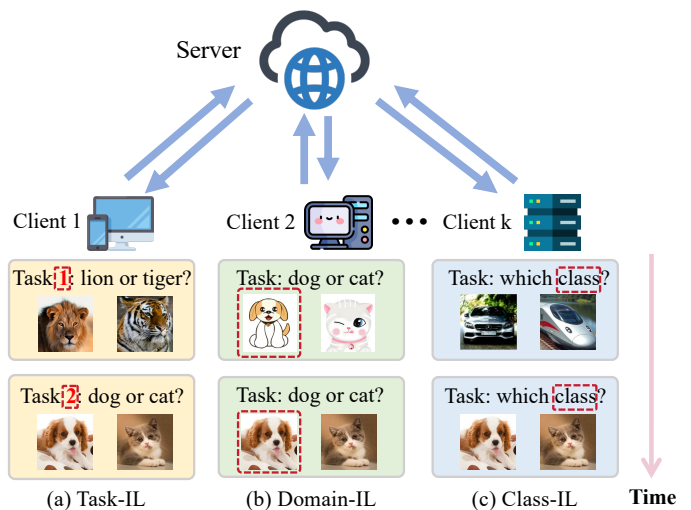 Server
Client 1
Client 2
Client k
Task 1: lion or tiger?
Task: dog or cat?
Task: which class?
Task 2: dog or cat?
Task: dog or cat?
Task: which class?
(a) Task-IL
(b) Domain-IL
(c) Class-IL
Time